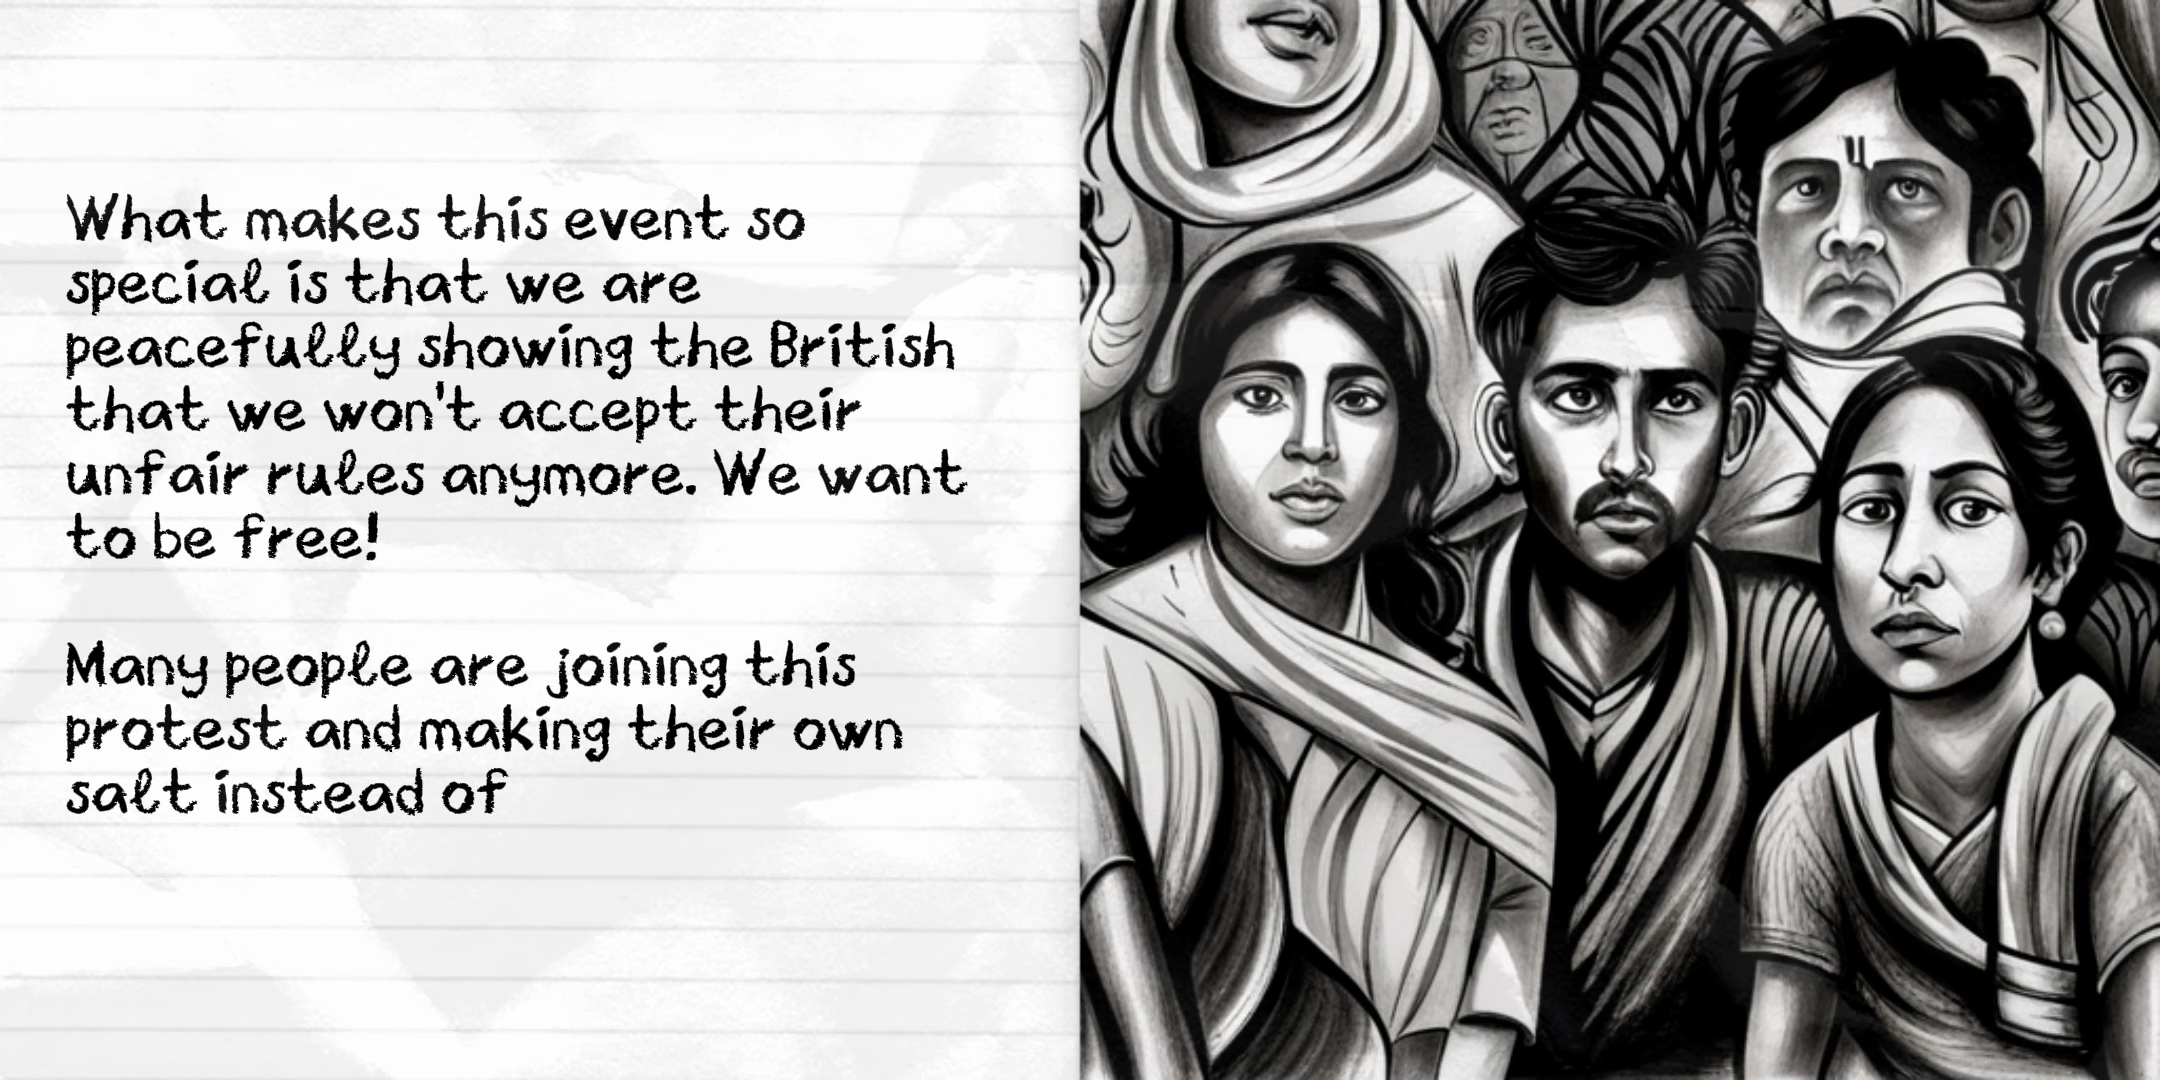 What makes this event so
special is that we are
peacefully showing the British
that we won't accept their
unfair rules anymore. We want
to be free!
Many people are joining this
protest and making their own
salt instead of